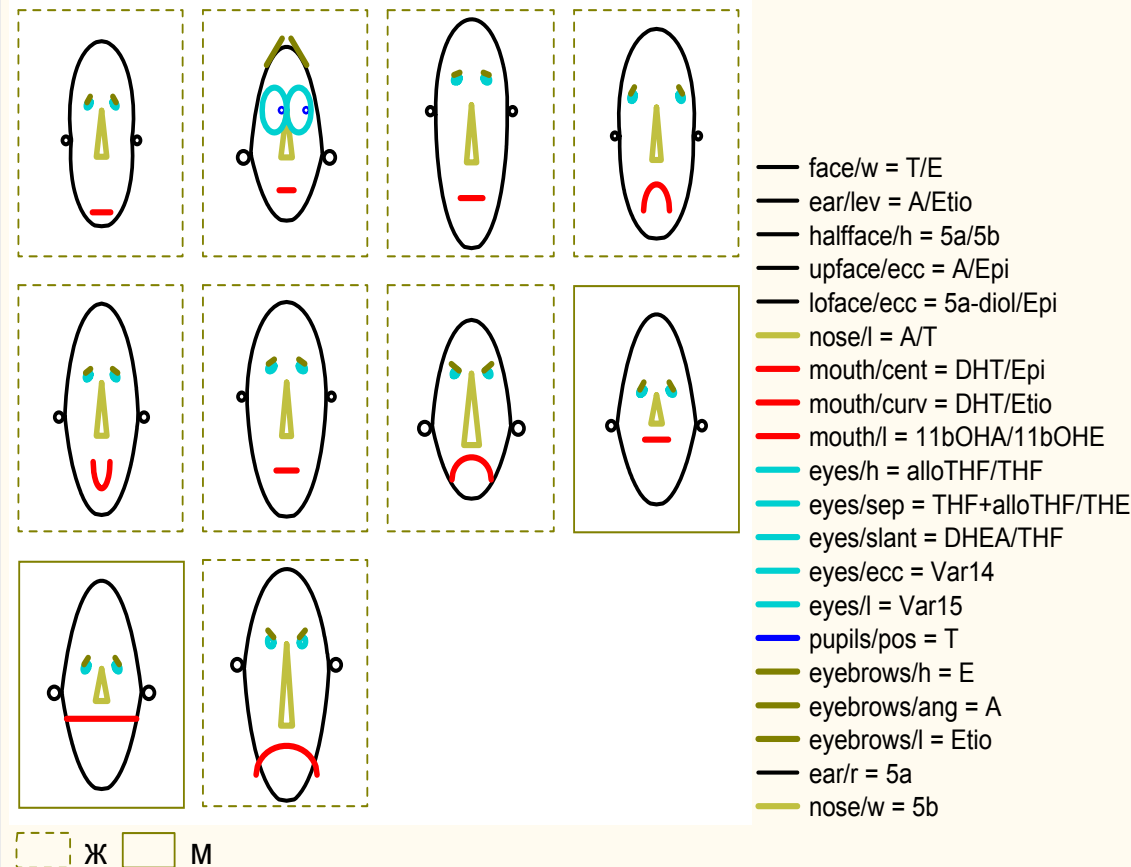 face/w = T/E
ear/lev = A/Etio
halfface/h = 5a/5b
upface/ecc = A/Epi
loface/ecc = 5a-diol/Epi
nose/l = A/T
mouth/cent = DHT/Epi
mouth/curv = DHT/Etio
mouth/l = 11bOHA/11bOHE
eyes/h = alloTHF/THF
eyes/sep = THF+alloTHF/THE
eyes/slant = DHEA/THF
eyes/ecc = Var14
eyes/l = Var15
pupils/pos = T
eyebrows/h = E
eyebrows/ang = A
eyebrows/l = Etio
ear/r = 5a
nose/w = 5b
ж м